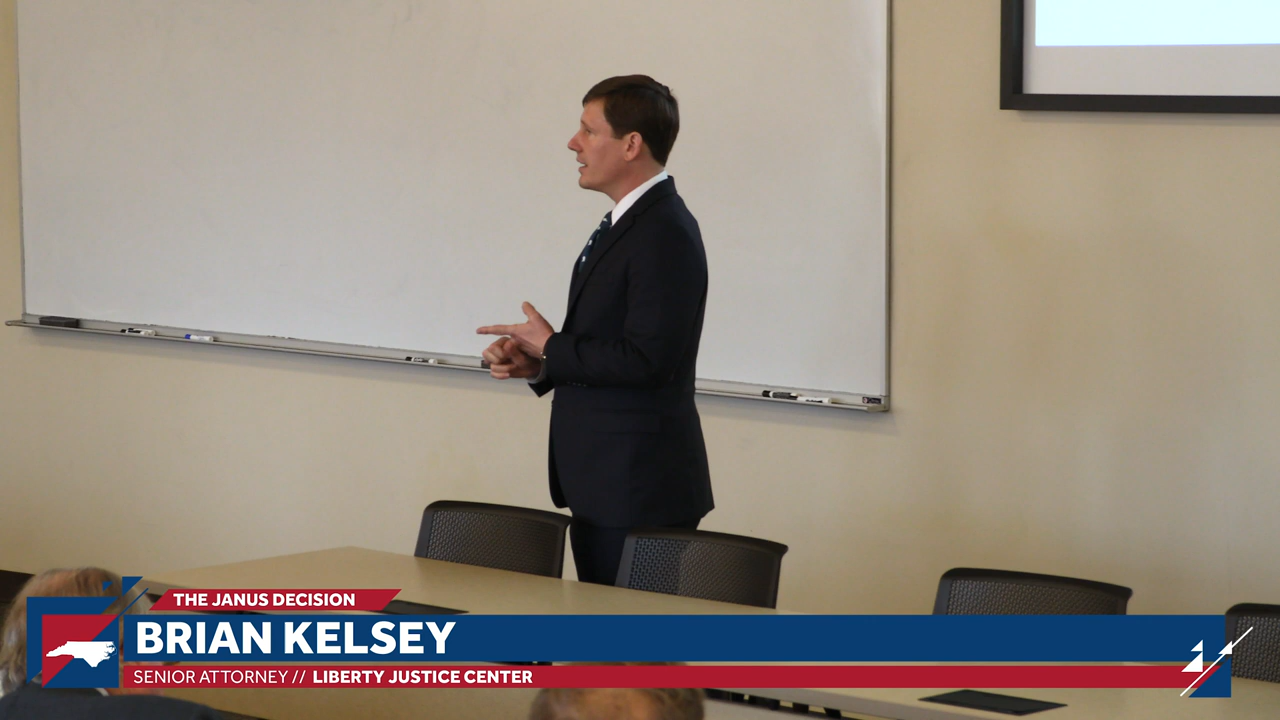 THE JANUS DECISION
BRIAN KELSEY
SENIOR ATTORNEY // LIBERTY JUSTICE CENTER